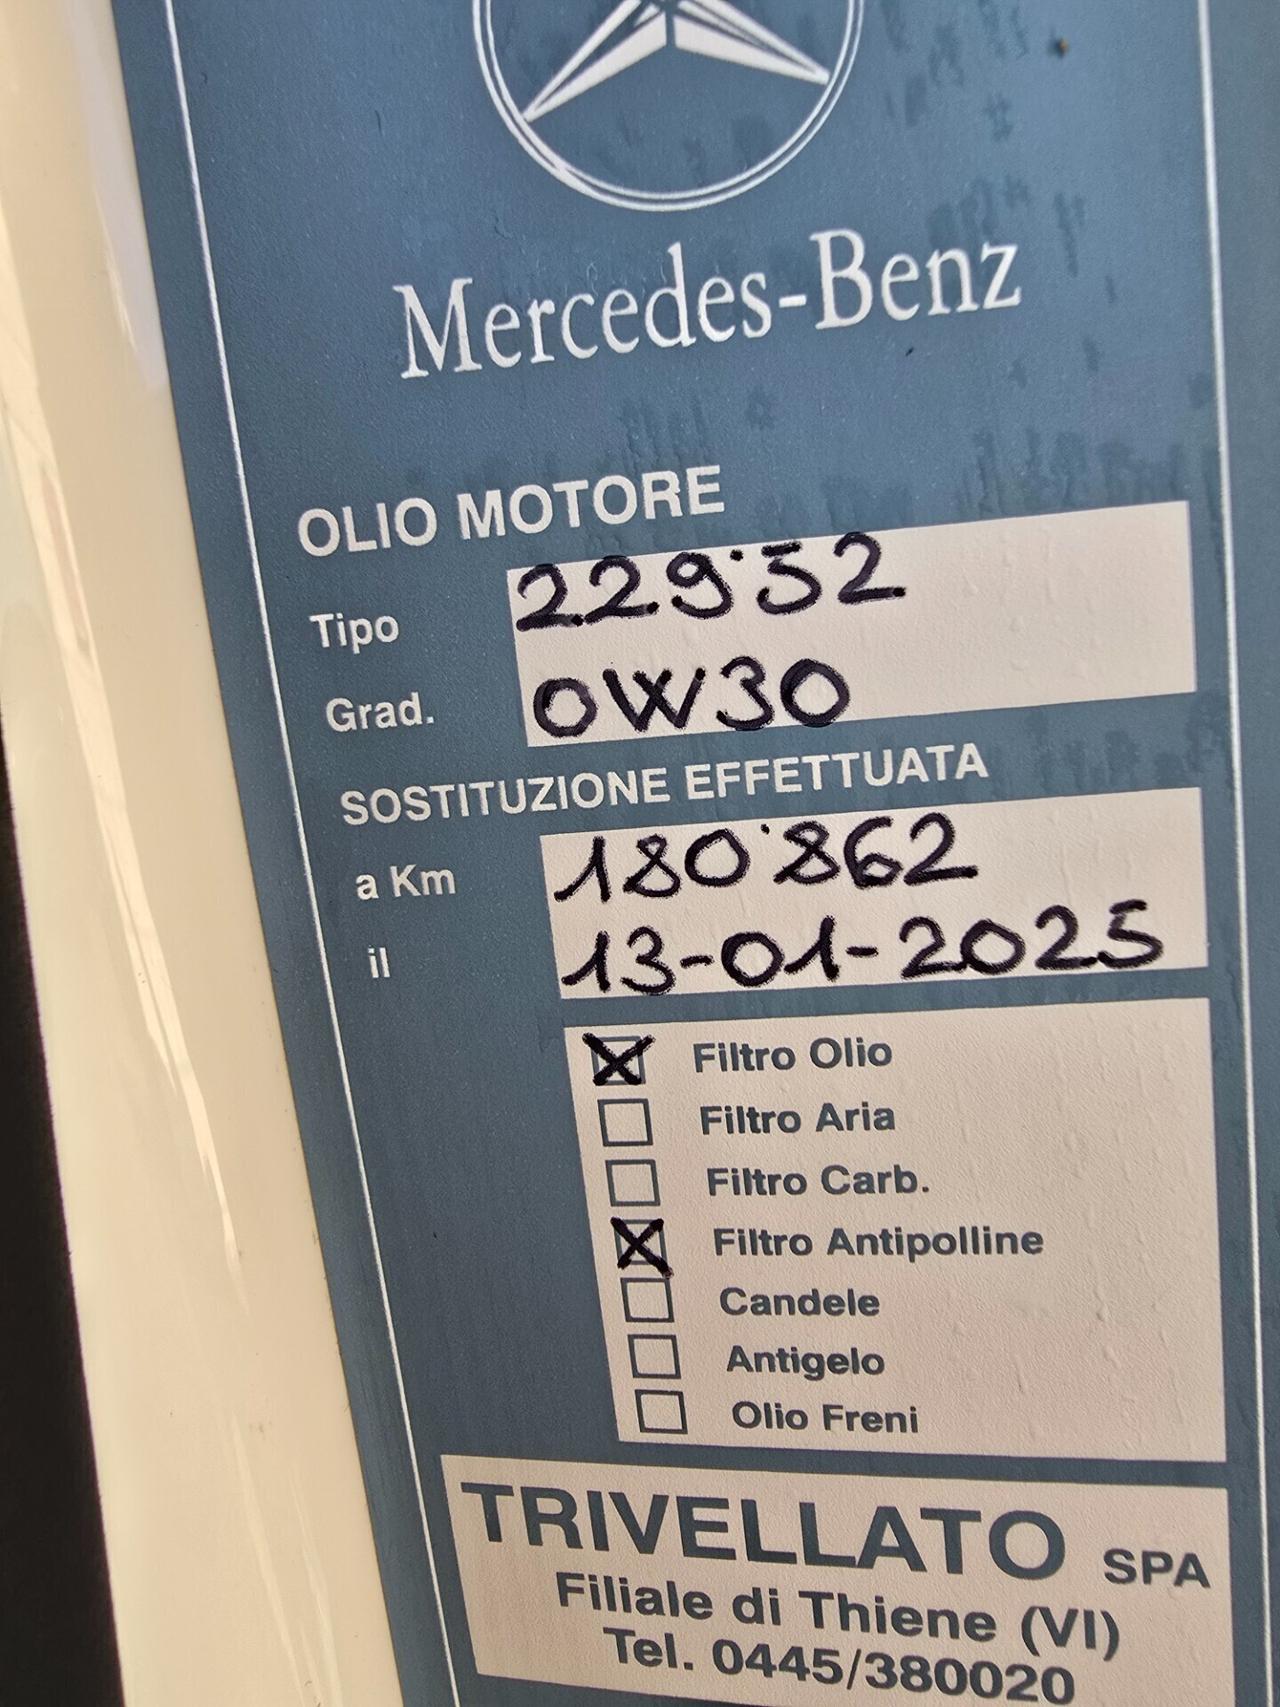 Mercedes-Benz
OLIO MOTORE
Tipo 229.52
Grad. 0W30
SOSTITUZIONE EFFETTUATA
a Km 180.862
il 13-01-2025
Filtro Olio
Filtro Aria
Filtro Carb.
Filtro Antipolline
Candele
Antigelo
Olio Freni
TRIVELLATO SPA
Filiale di Thiene (VI)
Tel. 0445/380020